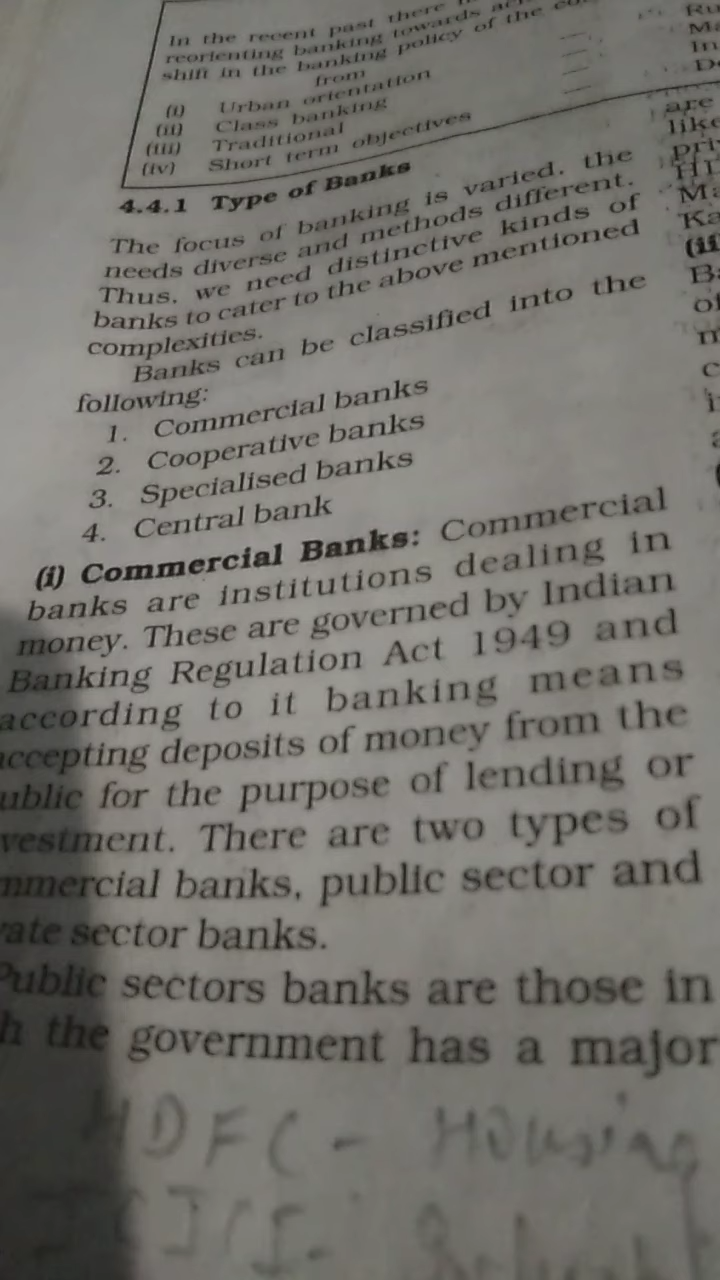 In the recent past there
reorienting banking towards
shift in the banking policy of the
from
(i) Urban orientation —
(ii) Class banking —
(iii) Traditional —
(iv) Short term objectives
4.4.1 Type of Banks
The focus of banking is varied, the
needs diverse and methods different.
Thus, we need distinctive kinds of
banks to cater to the above mentioned
complexities.
Banks can be classified into the
following:
1. Commercial banks
2. Cooperative banks
3. Specialised banks
4. Central bank
(i) Commercial Banks: Commercial
banks are institutions dealing in
money. These are governed by Indian
Banking Regulation Act 1949 and
according to it banking means
ccepting deposits of money from the
ublic for the purpose of lending or
vestment. There are two types of
mmercial banks, public sector and
ate sector banks.
Public sectors banks are those in
h the government has a major
HDFC - Housing
are
like
(ii